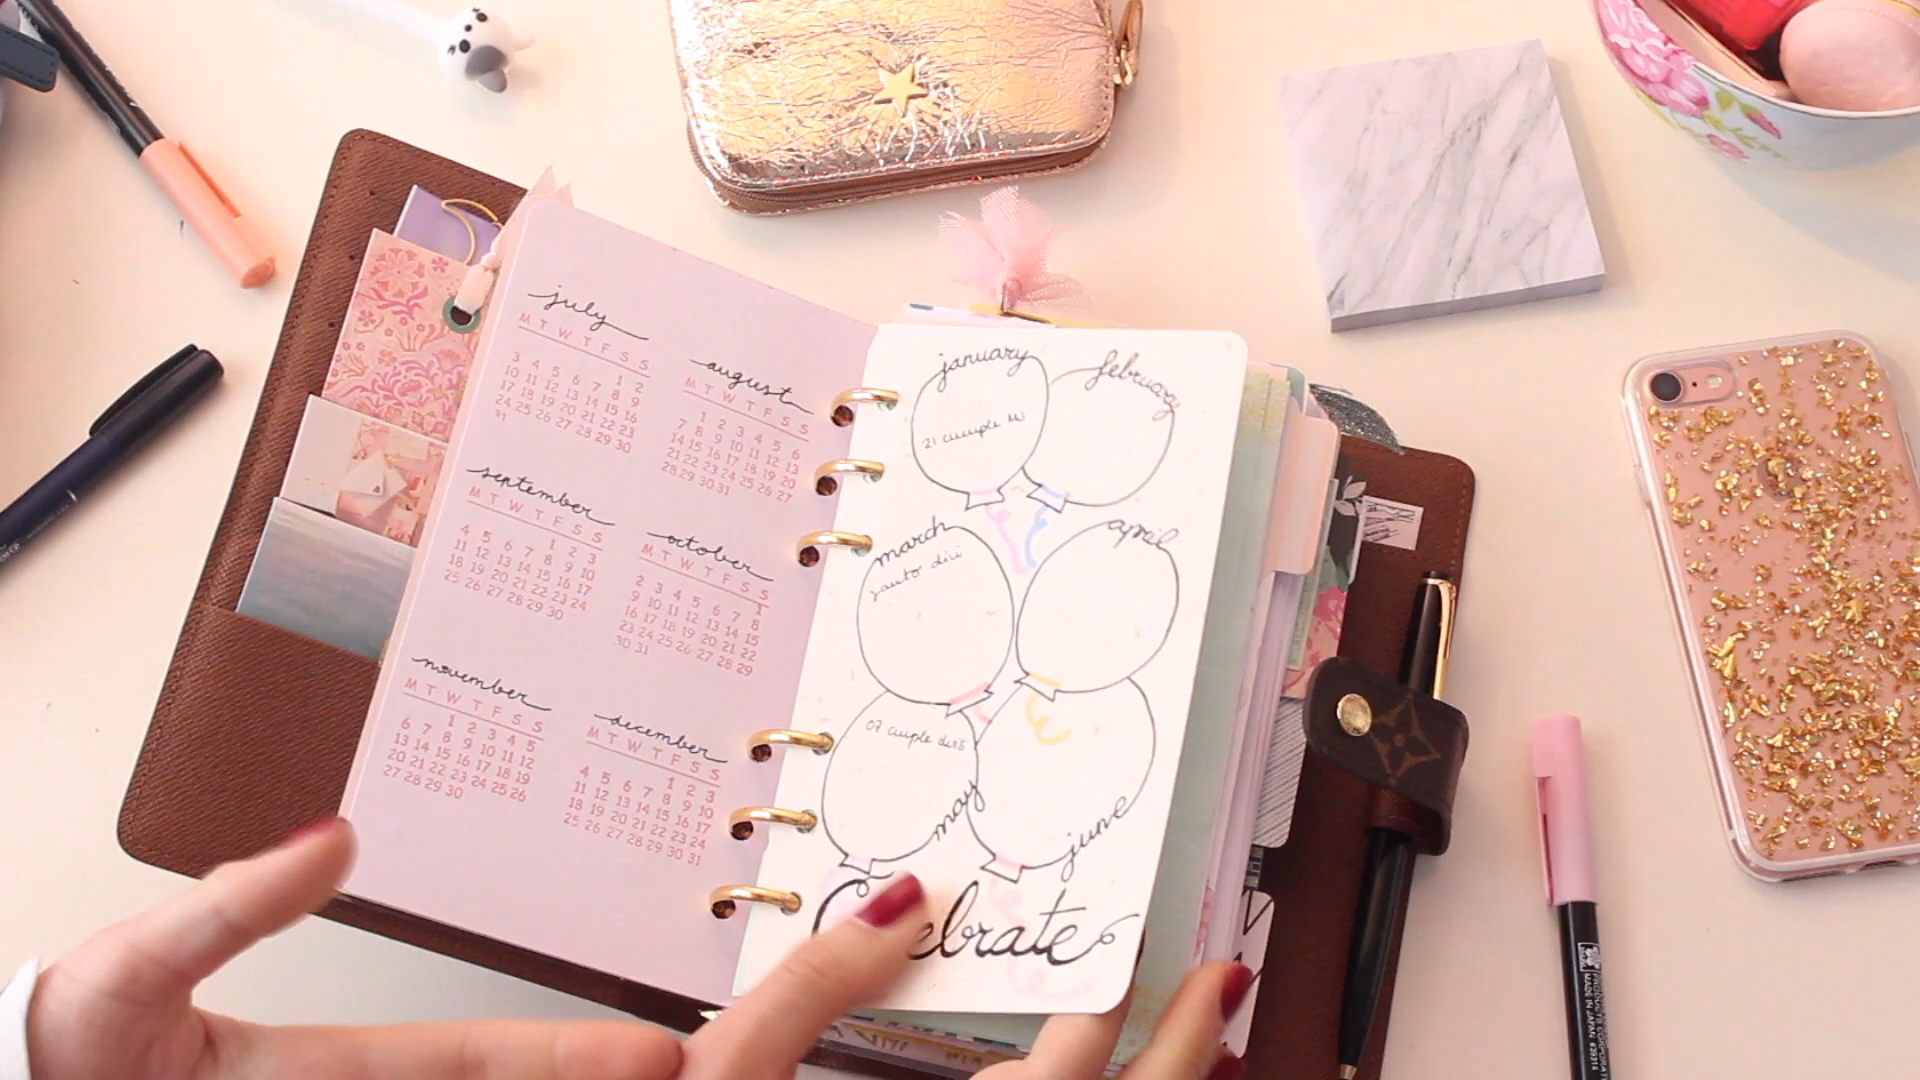 july
M T W T F S S
1 2
3 4 5 6 7 8 9
10 11 12 13 14 15 16
17 18 19 20 21 22 23
24 25 26 27 28 29 30
31
august
M T W T F S S
1 2 3 4 5 6
7 8 9 10 11 12 13
14 15 16 17 18 19 20
21 22 23 24 25 26 27
28 29 30 31
september
M T W T F S S
1 2 3
4 5 6 7 8 9 10
11 12 13 14 15 16 17
18 19 20 21 22 23 24
25 26 27 28 29 30
october
M T W T F S S
1
2 3 4 5 6 7 8
9 10 11 12 13 14 15
16 17 18 19 20 21 22
23 24 25 26 27 28 29
30 31
november
M T W T F S S
1 2 3 4 5
6 7 8 9 10 11 12
13 14 15 16 17 18 19
20 21 22 23 24 25 26
27 28 29 30
december
M T W T F S S
1 2 3
4 5 6 7 8 9 10
11 12 13 14 15 16 17
18 19 20 21 22 23 24
25 26 27 28 29 30 31
january
february
21 cumple
march
april
07 cumple
may
june
Celebrate
MADE IN JAPAN